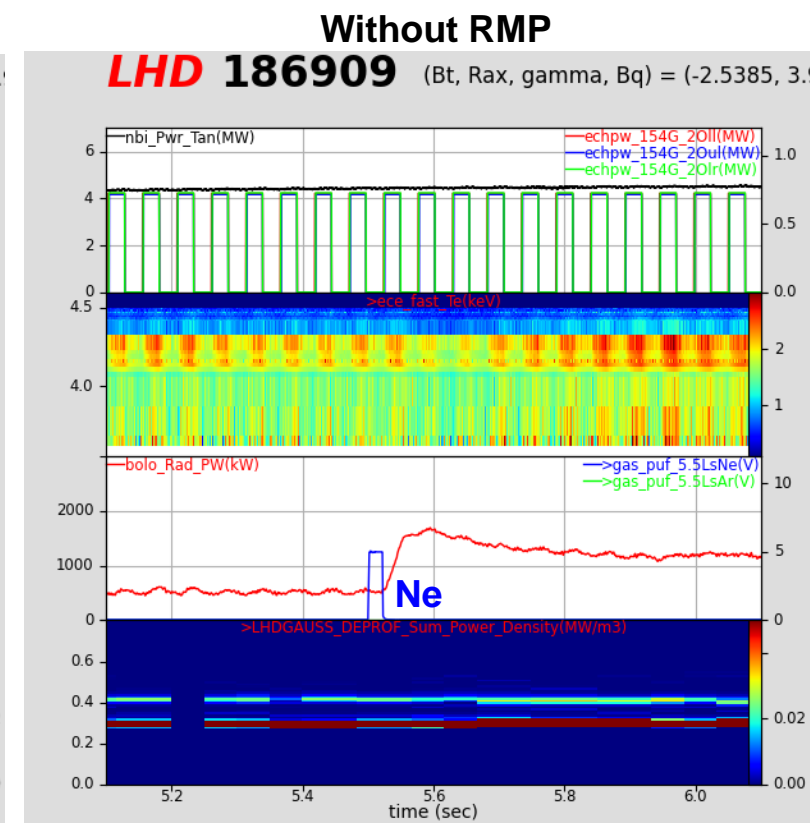 Without RMP
LHD 186909 (Bt, Rax, gamma, Bq) = (-2.5385, 3.9
nbi_Pwr_Tan(MW)
echpw_154G_2Oll(MW)
echpw_154G_2Oul(MW)
echpw_154G_2Olr(MW)
6
4
2
0
1.0
0.5
0.0
>ece_fast_Te(keV)
4.5
4.0
2
1
bolo_Rad_PW(kW)
>gas_puf_5.5LsNe(V)
>gas_puf_5.5LsAr(V)
2000
1000
0
10
5
0
Ne
>LHDGAUSS_DEPROF_Sum_Power_Density(MW/m3)
0.6
0.4
0.2
0.0
0.02
0.00
5.2 5.4 5.6 5.8 6.0
time (sec)